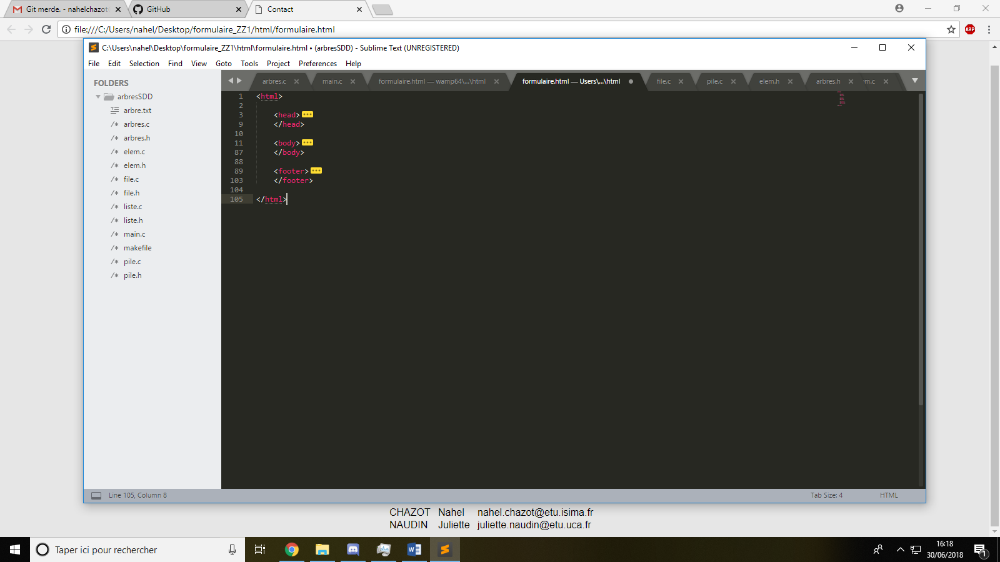 Git merde. - nahelchazot
GitHub
Contact
file:///C:/Users/nahel/Desktop/formulaire_ZZ1/html/formulaire.html
ABP
C:\Users\nahel\Desktop\formulaire_ZZ1\html\formulaire.html • (arbresSDD) - Sublime Text (UNREGISTERED)
File Edit Selection Find View Goto Tools Project Preferences Help
FOLDERS
arbresSDD
arbre.txt
/* arbres.c
/* arbres.h
/* elem.c
/* elem.h
/* file.c
/* file.h
/* liste.c
/* liste.h
/* main.c
/* makefile
/* pile.c
/* pile.h
arbres.c main.c formulaire.html — wamp64\...\html formulaire.html — Users\...\html file.c pile.c elem.h arbres.h m.c
1 <html>
2
3 <head>
9 </head>
10
11 <body>
87 </body>
88
89 <footer>
103 </footer>
104
105 </html>
Line 105, Column 8
Tab Size: 4
HTML
CHAZOT Nahel nahel.chazot@etu.isima.fr
NAUDIN Juliette juliette.naudin@etu.uca.fr
Taper ici pour rechercher
16:18
30/06/2018
1